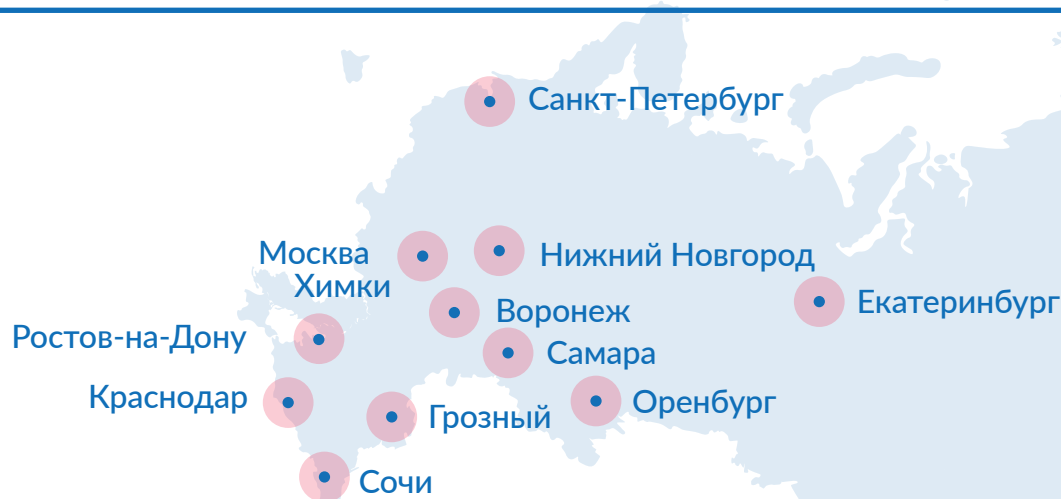 Санкт-Петербург
Москва
Химки
Нижний Новгород
Екатеринбург
Воронеж
Ростов-на-Дону
Самара
Краснодар
Оренбург
Грозный
Сочи